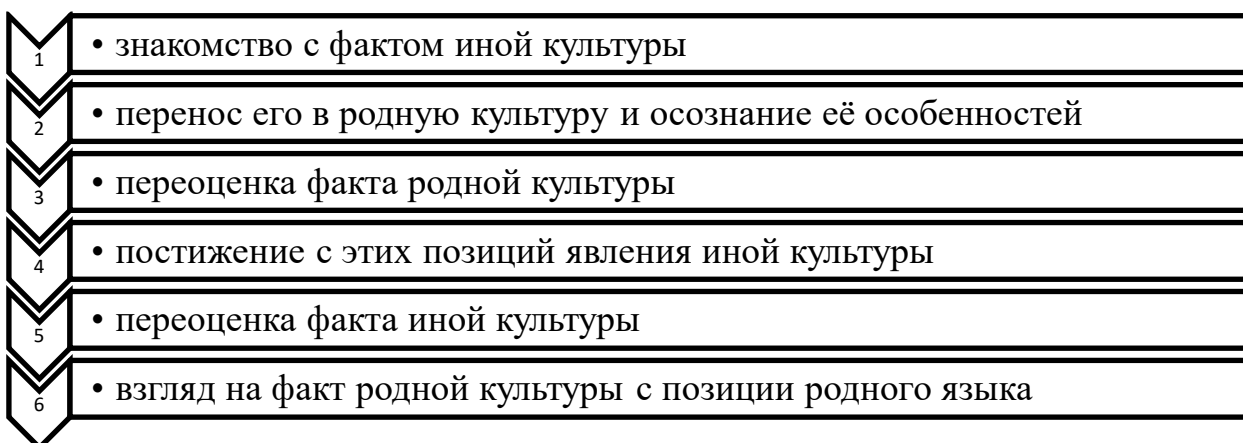 1 • знакомство с фактом иной культуры
2 • перенос его в родную культуру и осознание её особенностей
3 • переоценка факта родной культуры
4 • постижение с этих позиций явления иной культуры
5 • переоценка факта иной культуры
6 • взгляд на факт родной культуры с позиции родного языка